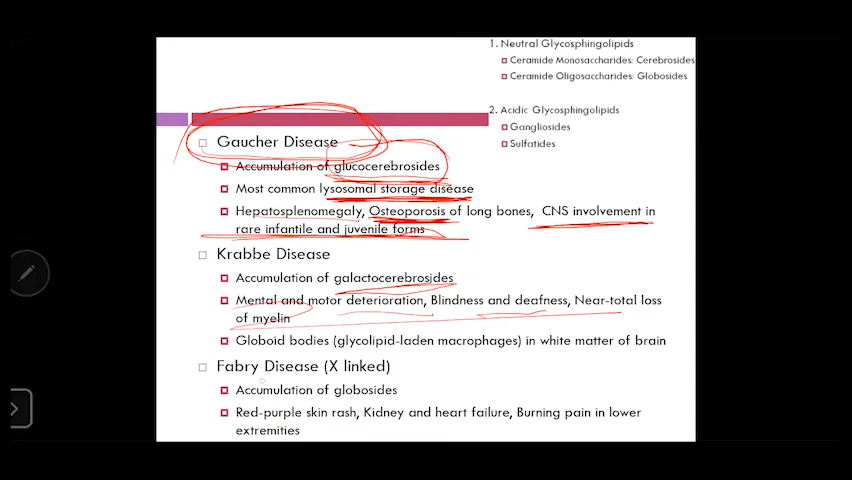 1. Neutral Glycosphingolipids
Ceramide Monosaccharides: Cerebrosides
Ceramide Oligosaccharides: Globosides
2. Acidic Glycosphingolipids
Gangliosides
Sulfatides
Gaucher Disease
Accumulation of glucocerebrosides
Most common lysosomal storage disease
Hepatosplenomegaly, Osteoporosis of long bones, CNS involvement in
rare infantile and juvenile forms
Krabbe Disease
Accumulation of galactocerebrosides
Mental and motor deterioration, Blindness and deafness, Near-total loss
of myelin
Globoid bodies (glycolipid-laden macrophages) in white matter of brain
Fabry Disease (X linked)
Accumulation of globosides
Red-purple skin rash, Kidney and heart failure, Burning pain in lower
extremities